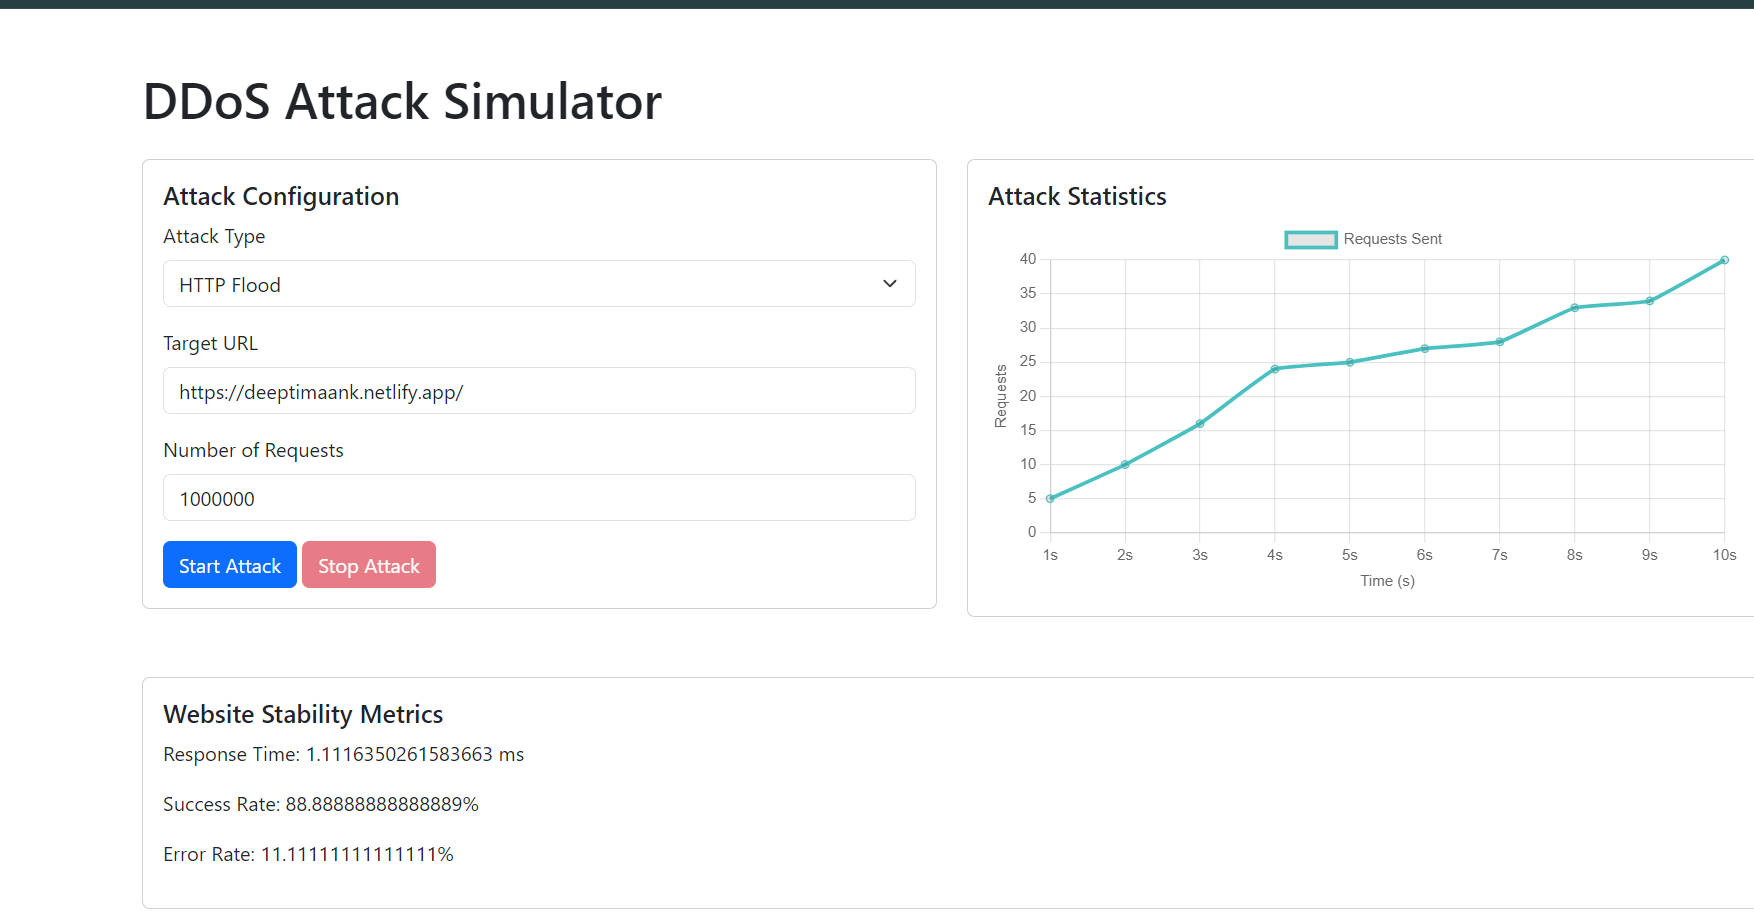 DDoS Attack Simulator
Attack Configuration
Attack Type
HTTP Flood
Target URL
https://deeptimaank.netlify.app/
Number of Requests
1000000
Start Attack
Stop Attack
Attack Statistics
Requests Sent
Requests
40
35
30
25
20
15
10
5
0
1s 2s 3s 4s 5s 6s 7s 8s 9s 10s
Time (s)
Website Stability Metrics
Response Time: 1.1116350261583663 ms
Success Rate: 88.88888888888889%
Error Rate: 11.11111111111111%